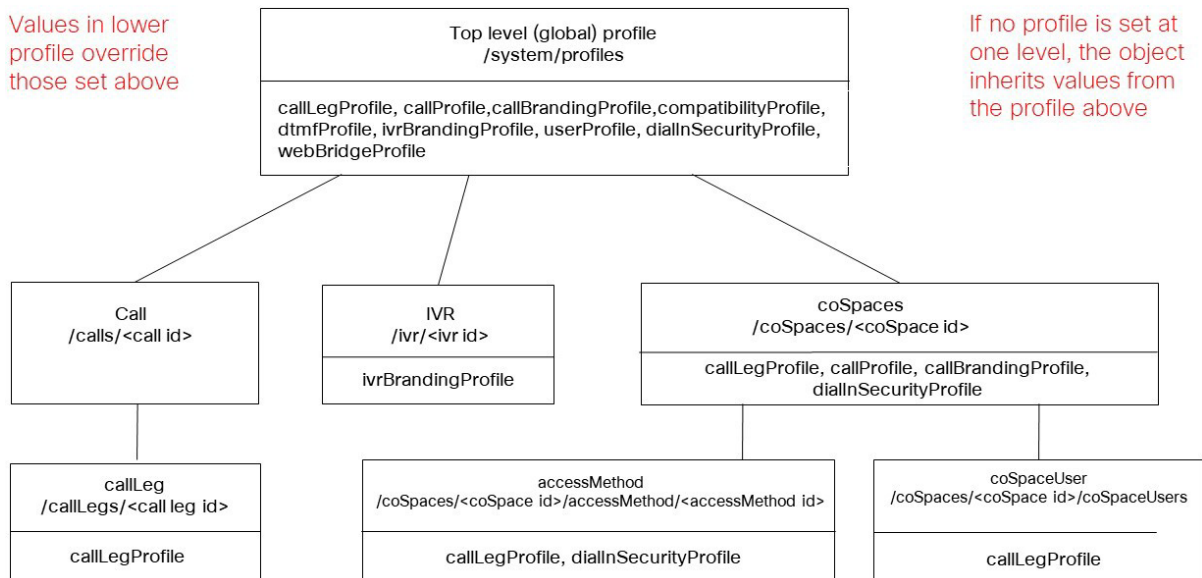 Values in lower
profile override
those set above
Top level (global) profile
/system/profiles
If no profile is set at
one level, the object
inherits values from
the profile above
callLegProfile, callProfile,callBrandingProfile,compatibilityProfile,
dtmfProfile, ivrBrandingProfile, userProfile, dialInSecurityProfile,
webBridgeProfile
Call
/calls/<call id>
IVR
/ivr/<ivr id>
ivrBrandingProfile
coSpaces
/coSpaces/<coSpace id>
callLegProfile, callProfile, callBrandingProfile,
dialInSecurityProfile
callLeg
/callLegs/<call leg id>
callLegProfile
accessMethod
/coSpaces/<coSpace id>/accessMethod/<accessMethod id>
callLegProfile, dialInSecurityProfile
coSpaceUser
/coSpaces/<coSpace id>/coSpaceUsers
callLegProfile